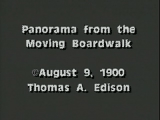 Panorama from the
Moving Boardwalk
©August 9, 1900
Thomas A. Edison